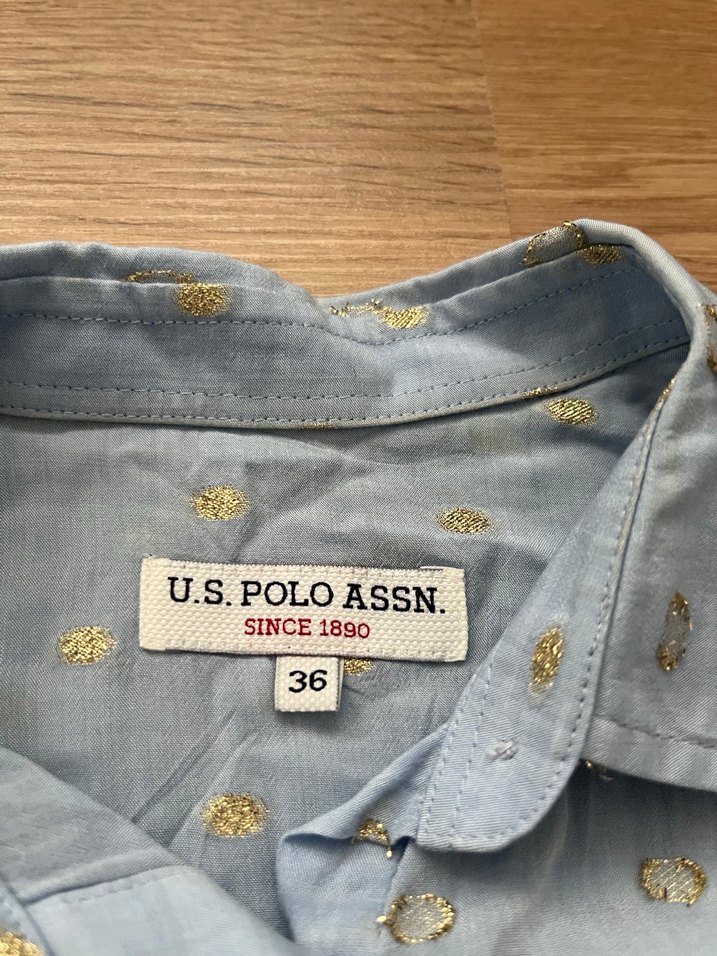 U.S. POLO ASSN.
SINCE 1890
36